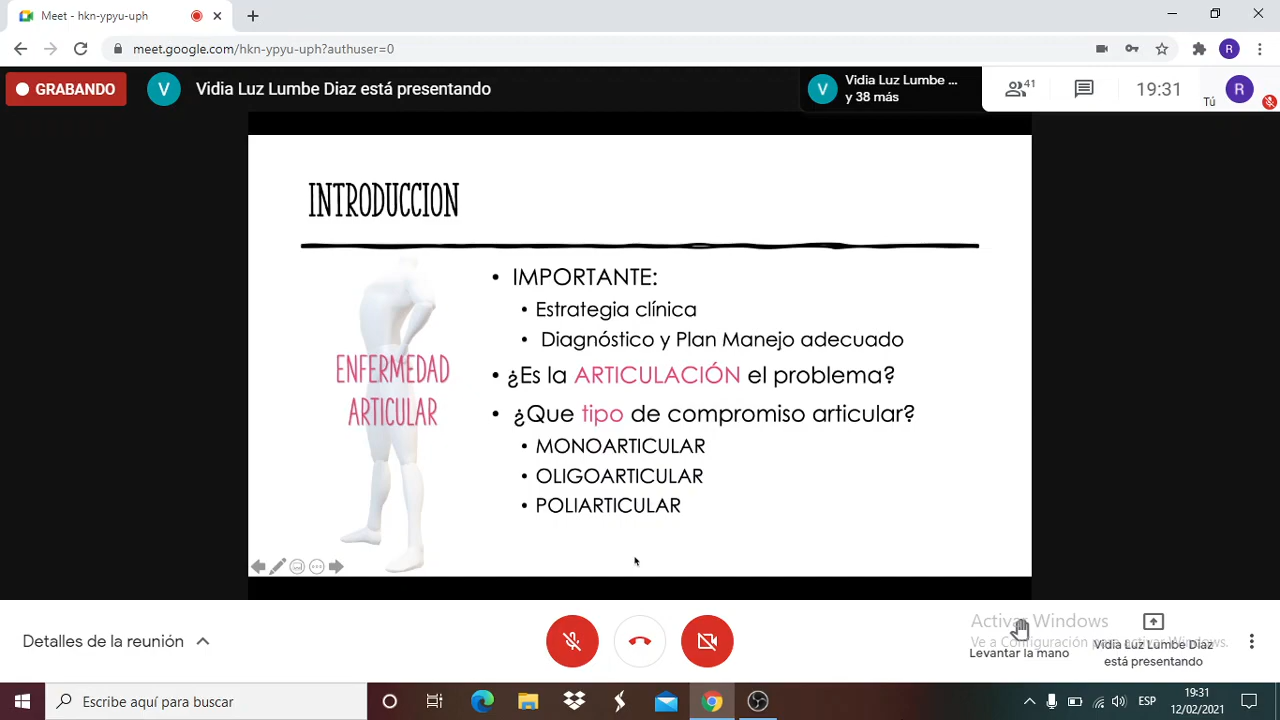 Meet - hkn-ypyu-uph
meet.google.com/hkn-ypyu-uph?authuser=0
R
GRABANDO
V
Vidia Luz Lumbe Diaz está presentando
V
Vidia Luz Lumbe ...
y 38 más
41
19:31
Tú
R
INTRODUCCION
ENFERMEDAD
ARTICULAR
• IMPORTANTE:
• Estrategia clínica
• Diagnóstico y Plan Manejo adecuado
• ¿Es la ARTICULACIÓN el problema?
• ¿Que tipo de compromiso articular?
• MONOARTICULAR
• OLIGOARTICULAR
• POLIARTICULAR
Detalles de la reunión
Activar Windows
Ve a Configuración para activar Windows.
Levantar la mano
Vidia Luz Lumbe Diaz
está presentando
Escribe aquí para buscar
ESP
19:31
12/02/2021